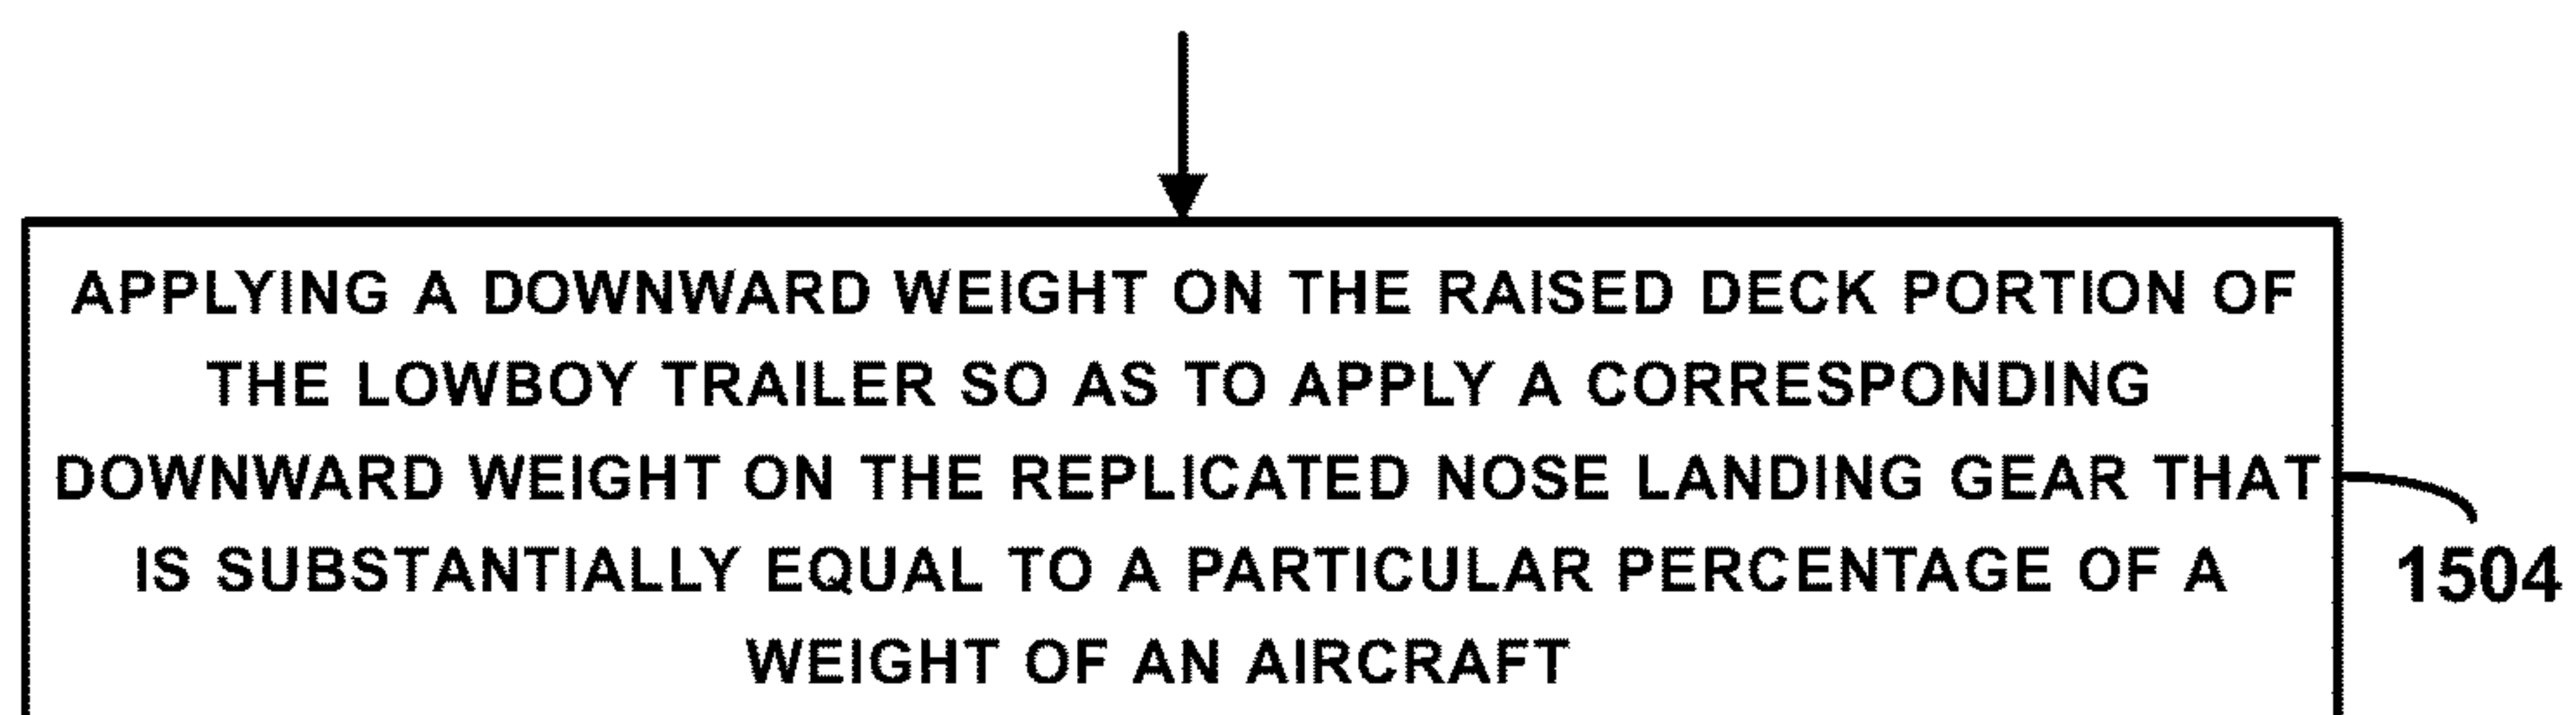 APPLYING A DOWNWARD WEIGHT ON THE RAISED DECK PORTION OF
THE LOWBOY TRAILER SO AS TO APPLY A CORRESPONDING
DOWNWARD WEIGHT ON THE REPLICATED NOSE LANDING GEAR THAT
IS SUBSTANTIALLY EQUAL TO A PARTICULAR PERCENTAGE OF A
WEIGHT OF AN AIRCRAFT
1504